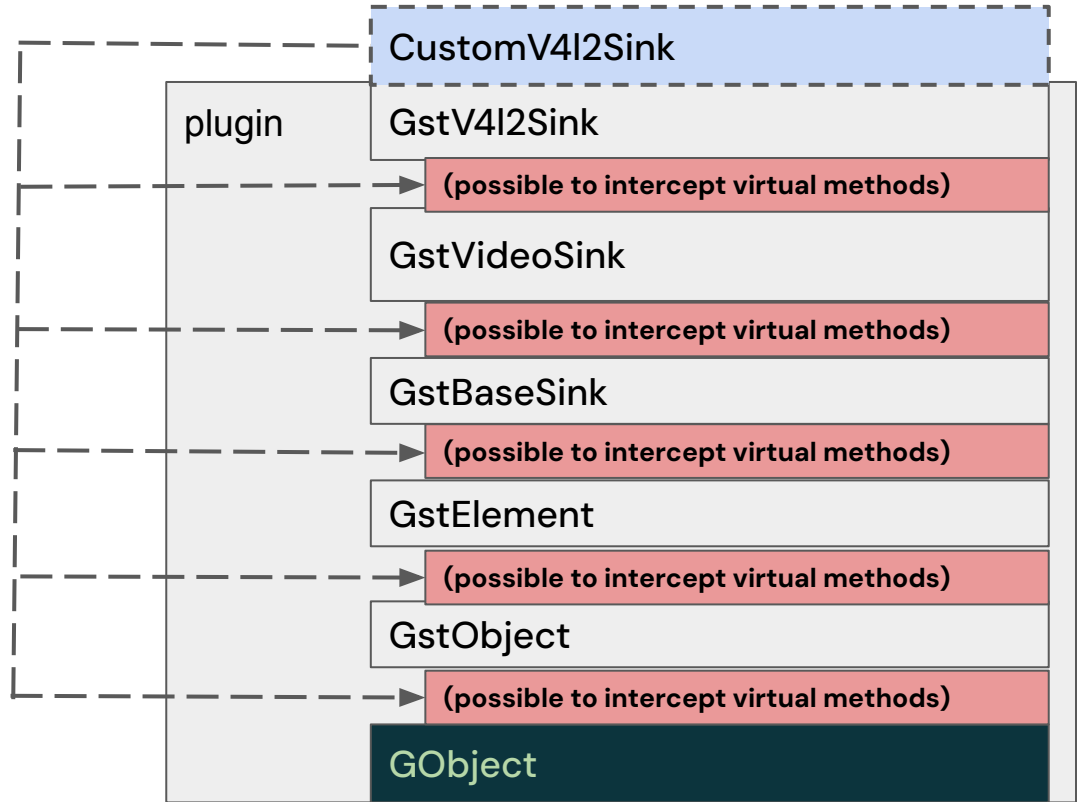 CustomV4l2Sink
plugin
GstV4l2Sink
(possible to intercept virtual methods)
GstVideoSink
(possible to intercept virtual methods)
GstBaseSink
(possible to intercept virtual methods)
GstElement
(possible to intercept virtual methods)
GstObject
(possible to intercept virtual methods)
GObject